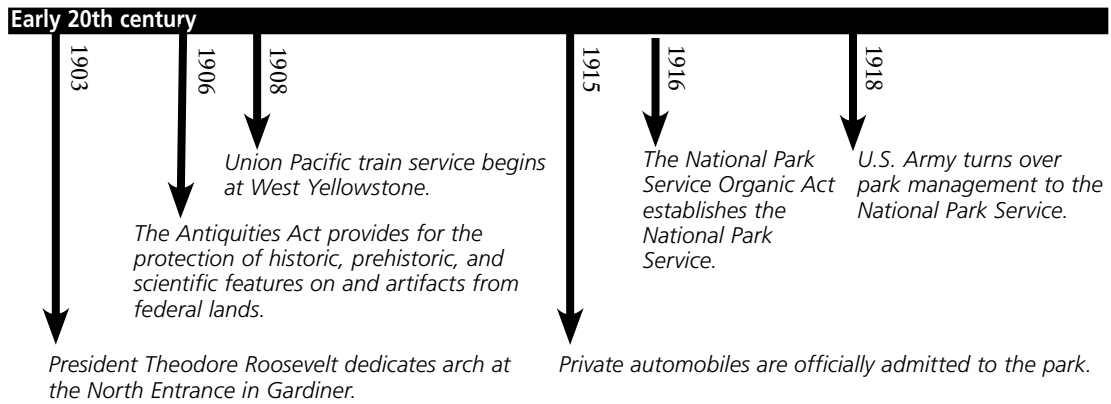 Early 20th century
1903
1906
1908
1915
1916
1918
Union Pacific train service begins
at West Yellowstone.
The Antiquities Act provides for the
protection of historic, prehistoric, and
scientific features on and artifacts from
federal lands.
President Theodore Roosevelt dedicates arch at
the North Entrance in Gardiner.
Private automobiles are officially admitted to the park.
The National Park
Service Organic Act
establishes the
National Park
Service.
U.S. Army turns over
park management to the
National Park Service.